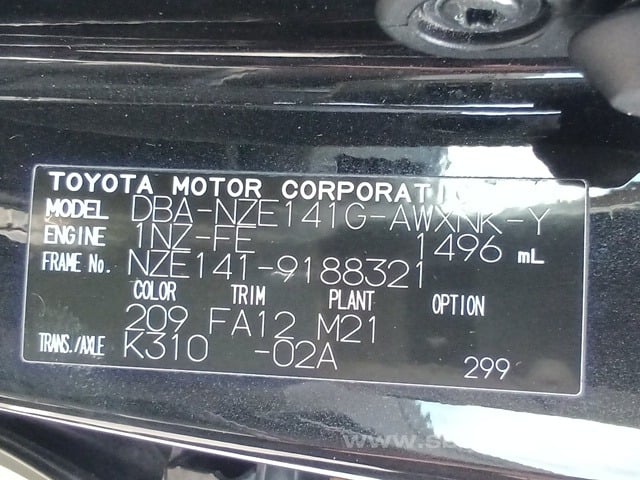 TOYOTA MOTOR CORPORATI
MODEL DBA-NZE141G-AWXNK-Y
ENGINE 1NZ-FE 1496 mL
FRAME No. NZE141-9188321
COLOR TRIM PLANT OPTION
209 FA12 M21
TRANS./AXLE K310 -02A 299